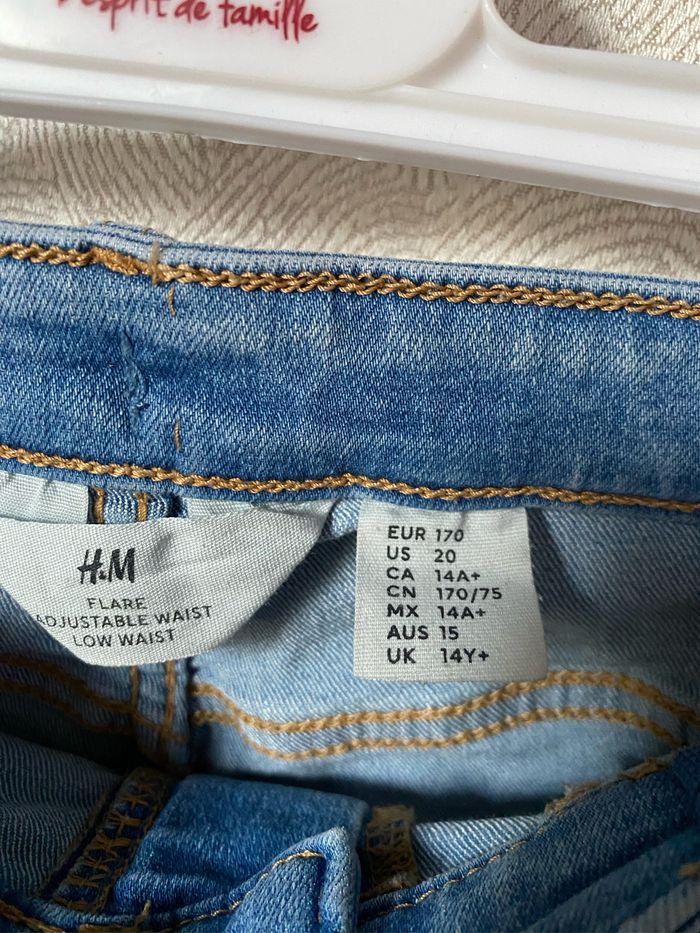 esprit de famille
H&M
FLARE
ADJUSTABLE WAIST
LOW WAIST
EUR 170
US 20
CA 14A+
CN 170/75
MX 14A+
AUS 15
UK 14Y+